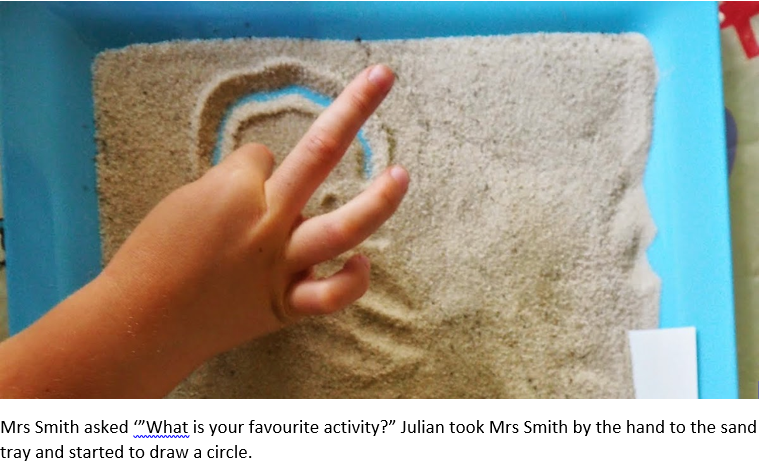 Mrs Smith asked ‘”What is your favourite activity?” Julian took Mrs Smith by the hand to the sand
tray and started to draw a circle.